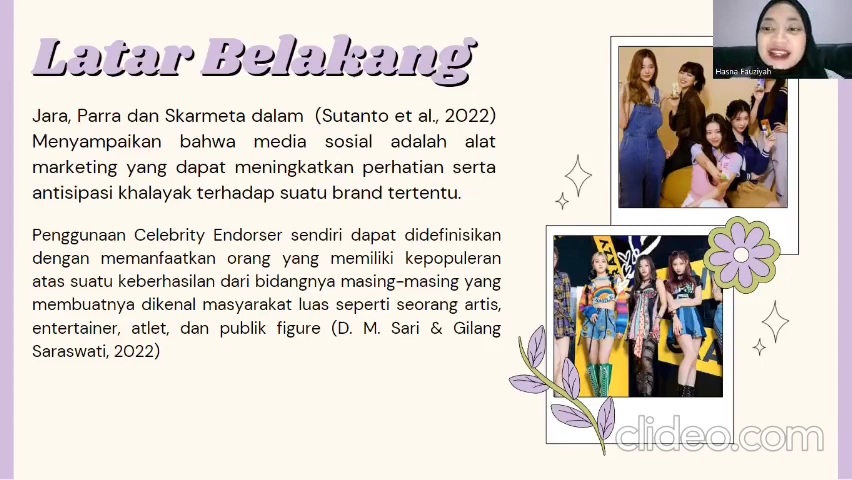 Latar Belakang
Hasna Fauziyah
Jara, Parra dan Skarmeta dalam (Sutanto et al., 2022)
Menyampaikan bahwa media sosial adalah alat
marketing yang dapat meningkatkan perhatian serta
antisipasi khalayak terhadap suatu brand tertentu.
Penggunaan Celebrity Endorser sendiri dapat didefinisikan
dengan memanfaatkan orang yang memiliki kepopuleran
atas suatu keberhasilan dari bidangnya masing-masing yang
membuatnya dikenal masyarakat luas seperti seorang artis,
entertainer, atlet, dan publik figure (D. M. Sari & Gilang
Saraswati, 2022)
clideo.com